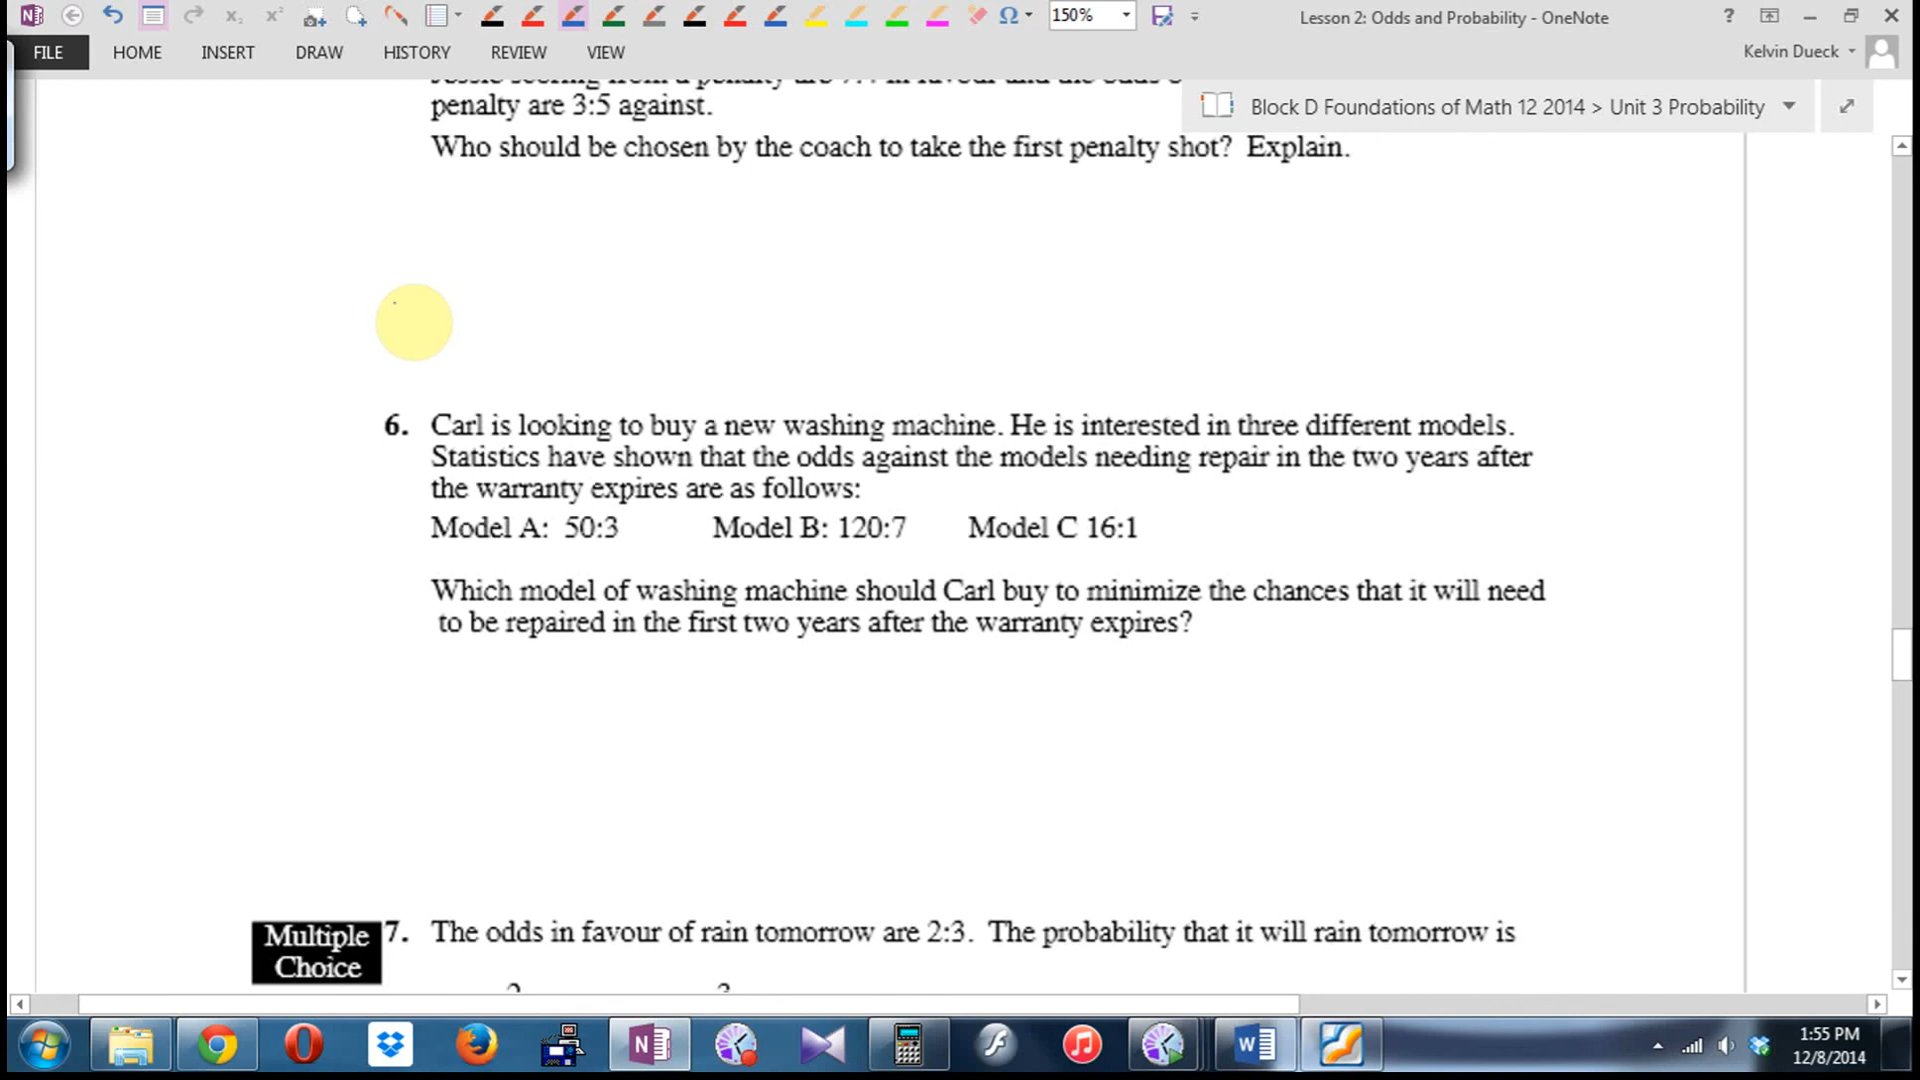 150%
Lesson 2: Odds and Probability - OneNote
?
FILE
HOME
INSERT
DRAW
HISTORY
REVIEW
VIEW
Kelvin Dueck
Block D Foundations of Math 12 2014 > Unit 3 Probability
penalty are 3:5 against.
Who should be chosen by the coach to take the first penalty shot? Explain.
6. Carl is looking to buy a new washing machine. He is interested in three different models.
Statistics have shown that the odds against the models needing repair in the two years after
the warranty expires are as follows:
Model A: 50:3 Model B: 120:7 Model C 16:1
Which model of washing machine should Carl buy to minimize the chances that it will need
to be repaired in the first two years after the warranty expires?
Multiple
Choice
7. The odds in favour of rain tomorrow are 2:3. The probability that it will rain tomorrow is
1:55 PM
12/8/2014